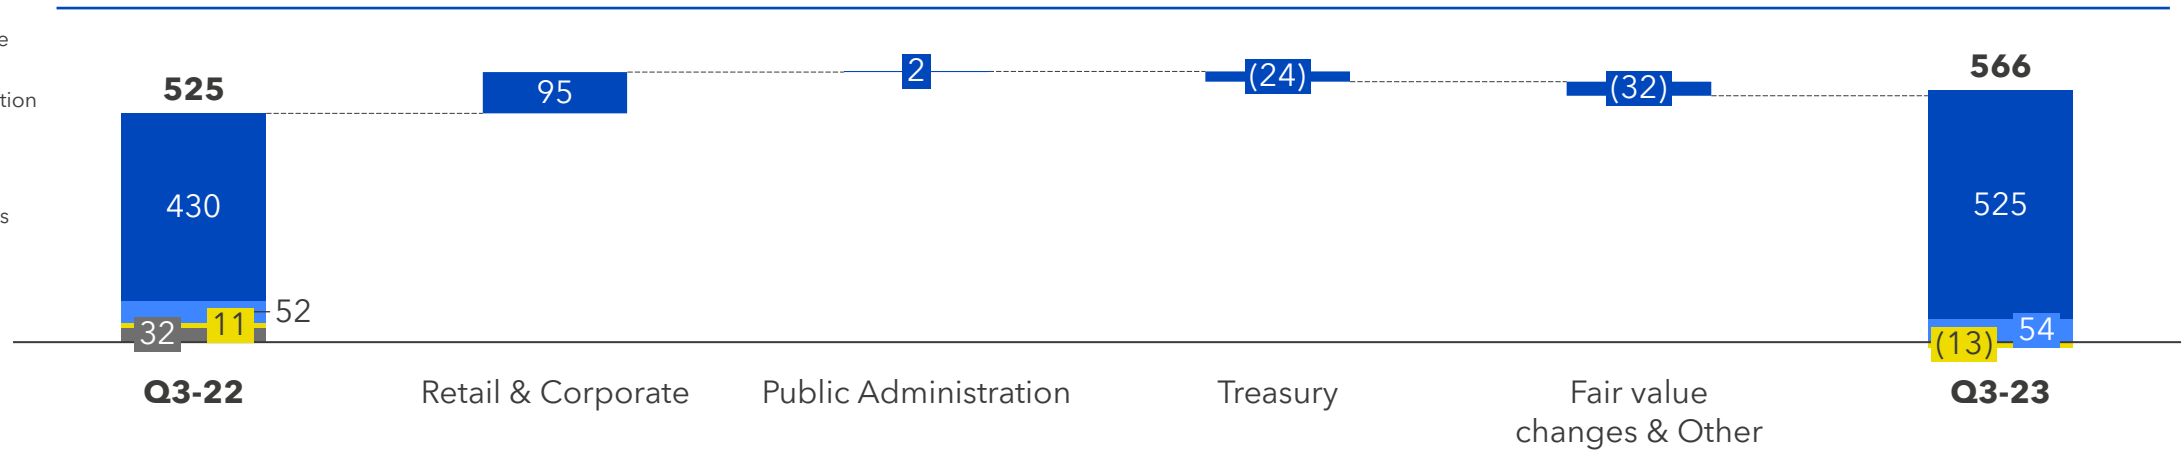 525
430
52
32
11
95
2
(24)
(32)
566
525
54
(13)
Q3-22
Retail & Corporate
Public Administration
Treasury
Fair value
changes & Other
Q3-23